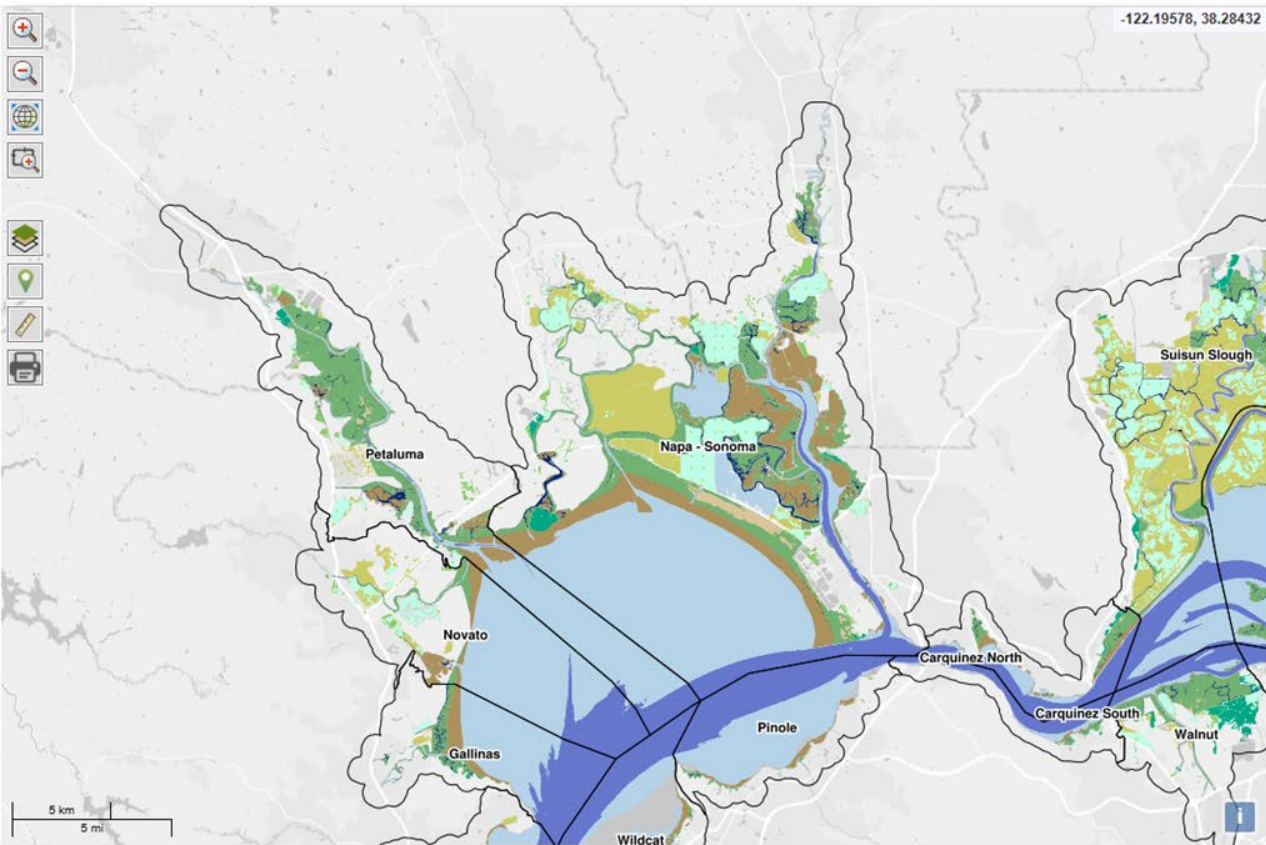 -122.19578, 38.28432
Suisun Slough
Napa - Sonoma
Petaluma
Novato
Carquinez North
Carquinez South
Pinole
Walnut
Gallinas
5 km
5 mi
i
Wildcat